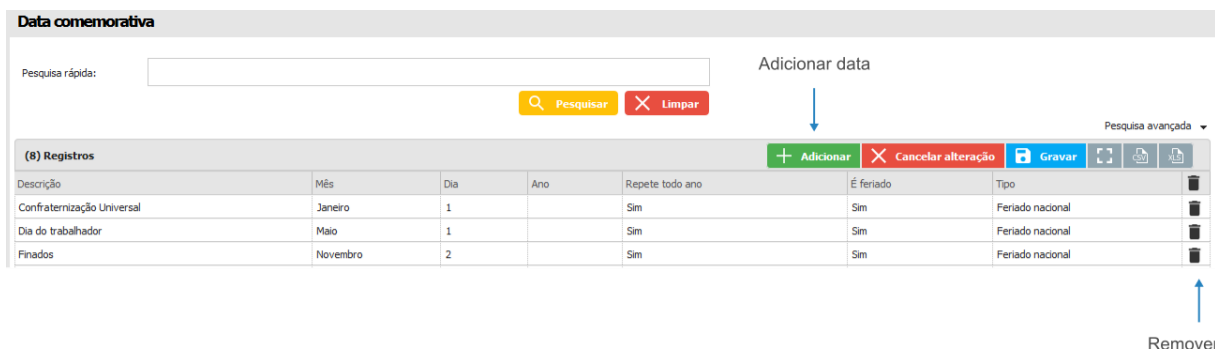 Data comemorativa
Pesquisa rápida:
Adicionar data
Pesquisar Limpar
Pesquisa avançada
(8) Registros Adicionar Cancelar alteração Gravar CSV XLS
Descrição Mês Dia Ano Repete todo ano É feriado Tipo
Confraternização Universal Janeiro 1 Sim Sim Feriado nacional
Dia do trabalhador Maio 1 Sim Sim Feriado nacional
Finados Novembro 2 Sim Sim Feriado nacional
Remover